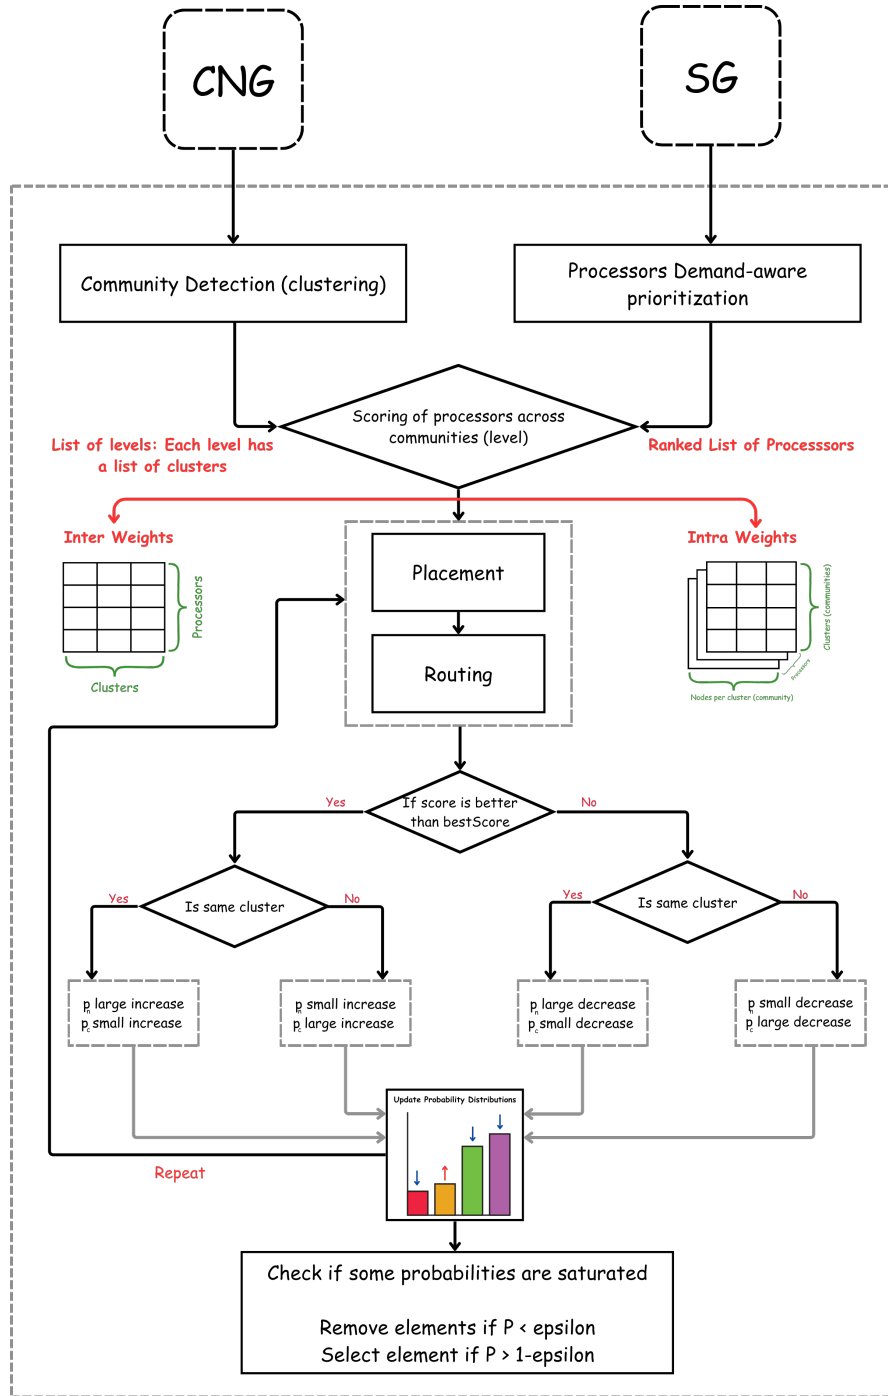 CNG
SG
Community Detection (clustering)
Processors Demand-aware
prioritization
Scoring of processors across
communities (level)
List of levels: Each level has
a list of clusters
Ranked List of Processsors
Inter Weights
Intra Weights
Processors
Clusters
Clusters (communities)
Processors
Nodes per cluster (community)
Placement
Routing
If score is better
than bestScore
Yes
No
Is same cluster
Yes
No
Is same cluster
Yes
No
pn large increase
pc small increase
pn small increase
pc large increase
pn large decrease
pc small decrease
pn small decrease
pc large decrease
Update Probability Distributions
Repeat
Check if some probabilities are saturated
Remove elements if P < epsilon
Select element if P > 1-epsilon